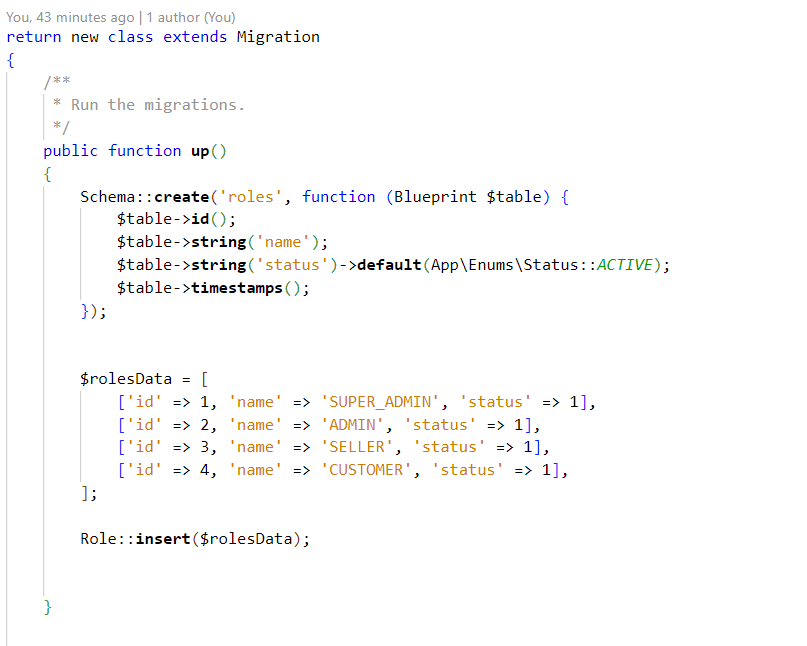 You, 43 minutes ago | 1 author (You)
return new class extends Migration
{
    /**
     * Run the migrations.
     */
    public function up()
    {
        Schema::create('roles', function (Blueprint $table) {
            $table->id();
            $table->string('name');
            $table->string('status')->default(App\Enums\Status::ACTIVE);
            $table->timestamps();
        });
        $rolesData = [
            ['id' => 1, 'name' => 'SUPER_ADMIN', 'status' => 1],
            ['id' => 2, 'name' => 'ADMIN', 'status' => 1],
            ['id' => 3, 'name' => 'SELLER', 'status' => 1],
            ['id' => 4, 'name' => 'CUSTOMER', 'status' => 1],
        ];
        Role::insert($rolesData);
    }